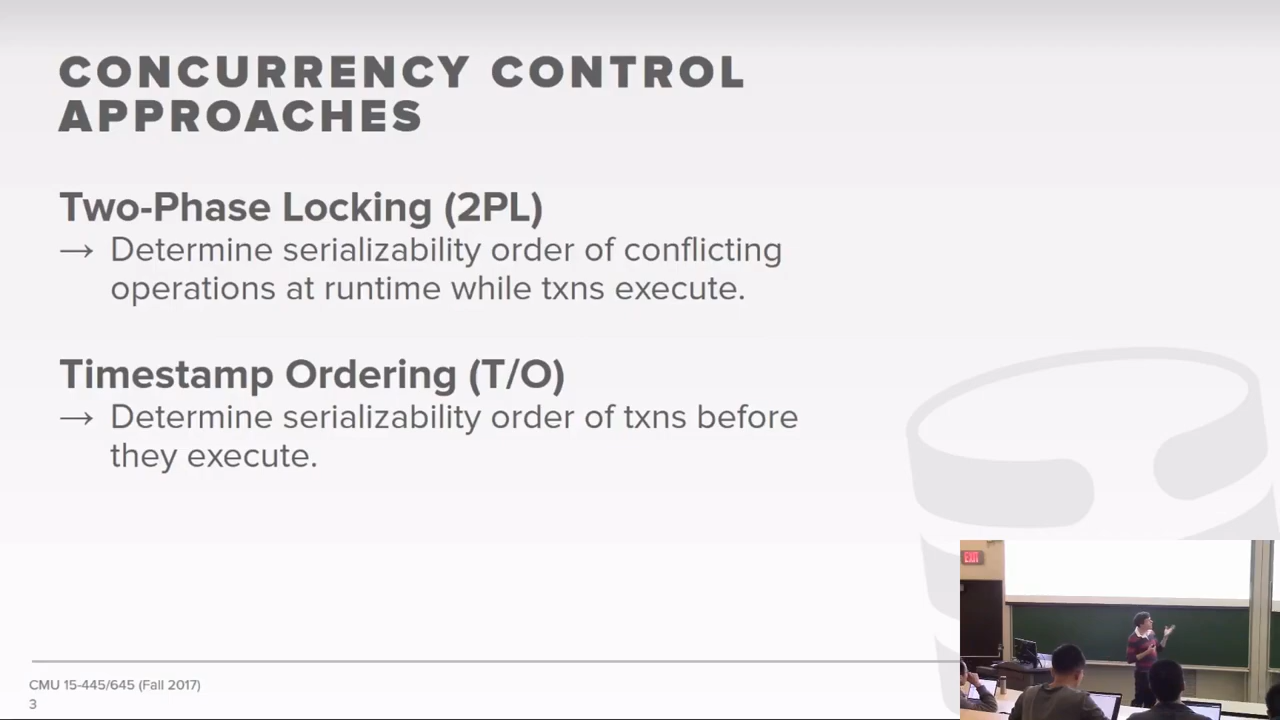 CONCURRENCY CONTROL
APPROACHES
Two-Phase Locking (2PL)
→ Determine serializability order of conflicting
operations at runtime while txns execute.
Timestamp Ordering (T/O)
→ Determine serializability order of txns before
they execute.
EXIT
CMU 15-445/645 (Fall 2017)
3